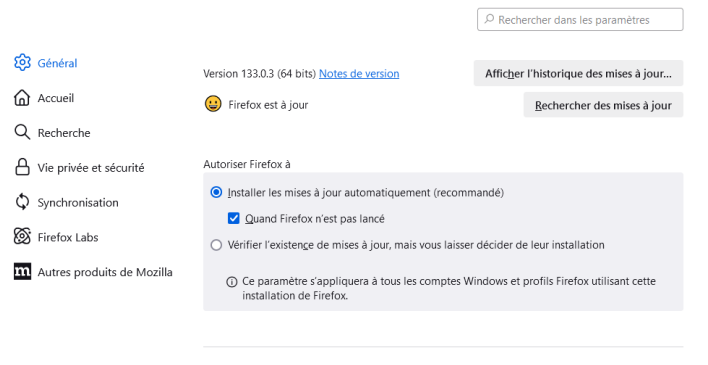 Rechercher dans les paramètres
Général
Accueil
Recherche
Vie privée et sécurité
Synchronisation
Firefox Labs
m Autres produits de Mozilla
Version 133.0.3 (64 bits) Notes de version
Afficher l'historique des mises à jour...
Firefox est à jour
Rechercher des mises à jour
Autoriser Firefox à
Installer les mises à jour automatiquement (recommandé)
Quand Firefox n'est pas lancé
Vérifier l'existence de mises à jour, mais vous laisser décider de leur installation
Ce paramètre s'appliquera à tous les comptes Windows et profils Firefox utilisant cette
installation de Firefox.